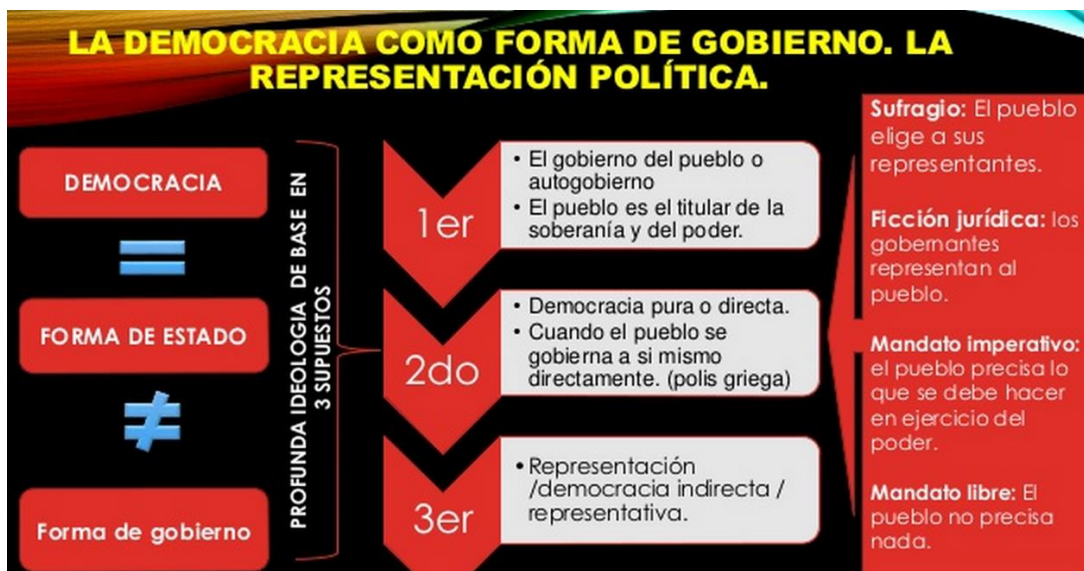 LA DEMOCRACIA COMO FORMA DE GOBIERNO. LA
REPRESENTACIÓN POLÍTICA.
DEMOCRACIA
=
FORMA DE ESTADO
≠
Forma de gobierno
PROFUNDA IDEOLOGIA DE BASE EN
3 SUPUESTOS
1er
• El gobierno del pueblo o
autogobierno
• El pueblo es el titular de la
soberanía y del poder.
2do
• Democracia pura o directa.
• Cuando el pueblo se
gobierna a si mismo
directamente. (polis griega)
3er
• Representación
/democracia indirecta /
representativa.
Sufragio: El pueblo
elige a sus
representantes.
Ficción jurídica: los
gobernantes
representan al
pueblo.
Mandato imperativo:
el pueblo precisa lo
que se debe hacer
en ejercicio del
poder.
Mandato libre: El
pueblo no precisa
nada.